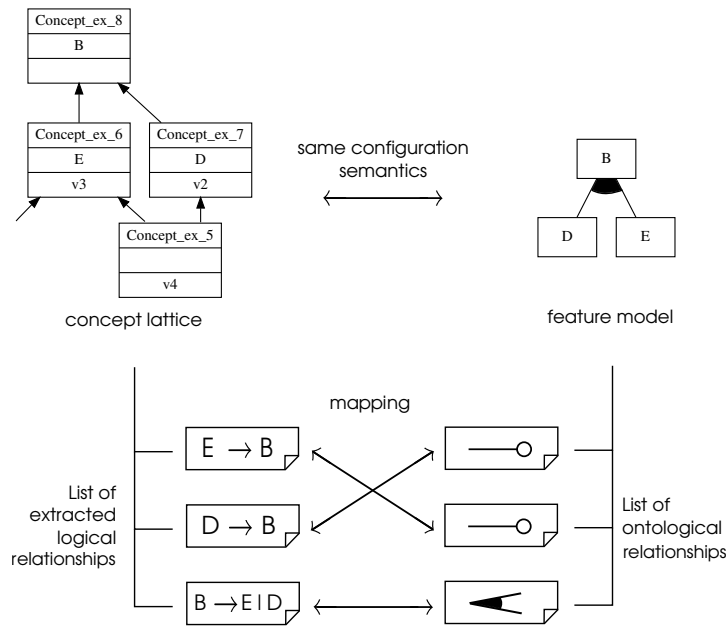 Concept_ex_8
B
Concept_ex_6
E
v3
Concept_ex_7
D
v2
Concept_ex_5
v4
concept lattice
same configuration
semantics
B
D
E
feature model
mapping
List of
extracted
logical
relationships
E → B
D → B
B → E | D
List of
ontological
relationships